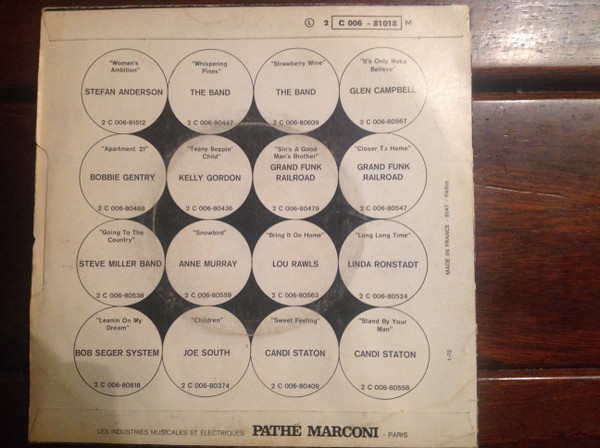 Ⓛ 2 C 006 - 81018 M
"Woman's
Ambition"
STEFAN ANDERSON
2 C 006-91512
"Whispering
Pines"
THE BAND
2 C 006-80447
"Strawberry Wine"
THE BAND
2 C 006-80609
"It's Only Make
Believe"
GLEN CAMPBELL
2 C 006-80567
"Apartment 21"
BOBBIE GENTRY
2 C 006-80488
"Teeny Boppin'
Child"
KELLY GORDON
2 C 006-80436
"Sin's A Good
Man's Brother"
GRAND FUNK
RAILROAD
2 C 006-80479
"Closer To Home"
GRAND FUNK
RAILROAD
2 C 006-80547
"Going To The
Country"
STEVE MILLER BAND
2 C 006-80538
"Snowbird"
ANNE MURRAY
2 C 006-80559
"Bring It On Home"
LOU RAWLS
2 C 006-80563
"Long Long Time"
LINDA RONSTADT
2 C 006-80524
"Leanin On My
Dream"
BOB SEGER SYSTEM
2 C 006-80618
"Children"
JOE SOUTH
2 C 006-80374
"Sweet Feeling"
CANDI STATON
2 C 006-80409
"Stand By Your
Man"
CANDI STATON
2 C 006-80558
MADE IN FRANCE - SIAT - PARIS
1-72
LES INDUSTRIES MUSICALES ET ÉLECTRIQUES PATHE MARCONI - PARIS